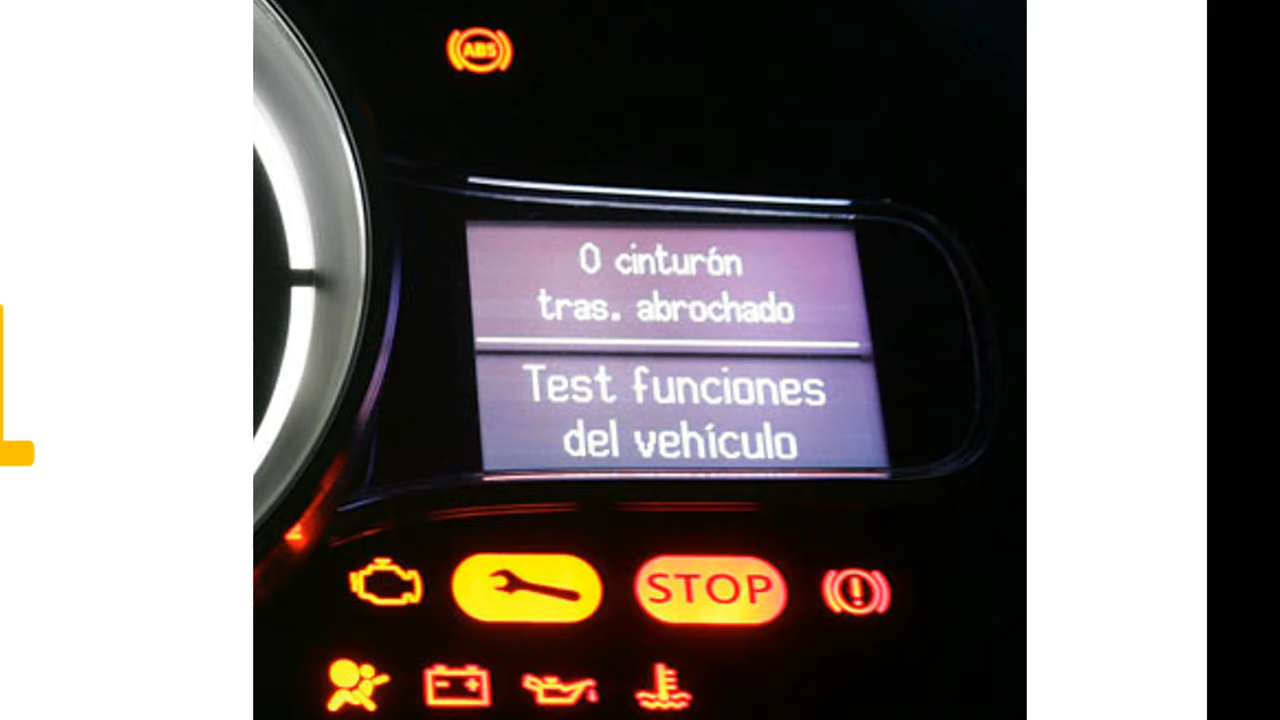 ABS
0 cinturón
tras. abrochado
Test funciones
del vehículo
STOP